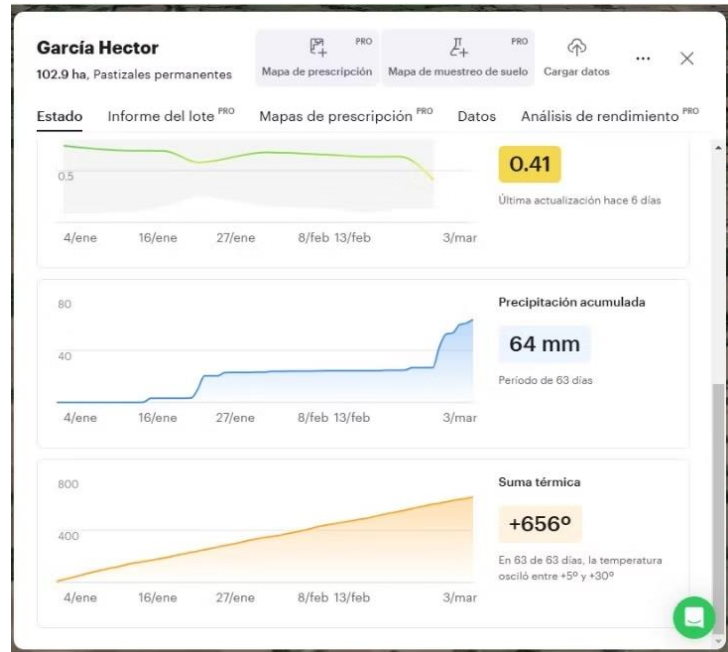 García Hector
102.9 ha, Pastizales permanentes
PRO
Mapa de prescripción
PRO
Mapa de muestreo de suelo
Cargar datos
Estado
Informe del lote PRO
Mapas de prescripción PRO
Datos
Análisis de rendimiento PRO
0.5
4/ene 16/ene 27/ene 8/feb 13/feb 3/mar
0.41
Última actualización hace 6 días
80
40
4/ene 16/ene 27/ene 8/feb 13/feb 3/mar
Precipitación acumulada
64 mm
Período de 63 días
800
400
4/ene 16/ene 27/ene 8/feb 13/feb 3/mar
Suma térmica
+656º
En 63 de 63 días, la temperatura
osciló entre +5º y +30º